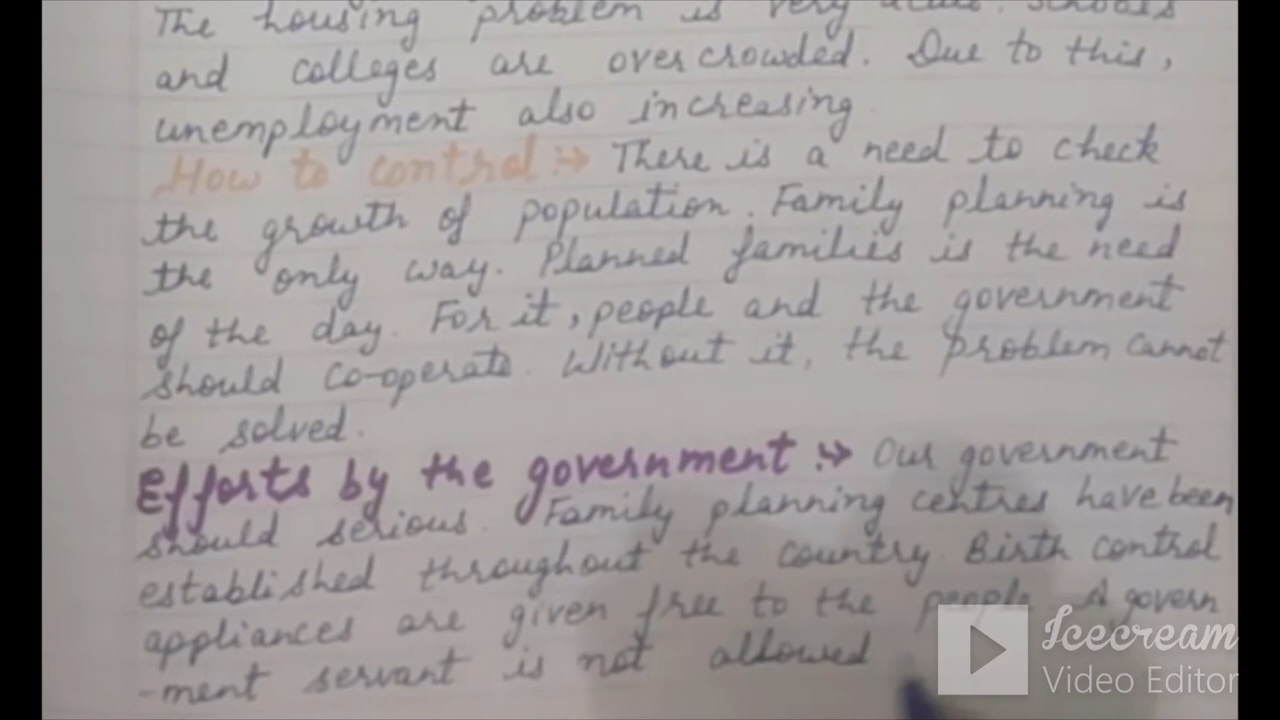 The housing problem is very acute. Schools
and colleges are overcrowded. Due to this,
unemployment also increasing
How to control :→ There is a need to check
the growth of population. Family planning is
the only way. Planned families is the need
of the day. For it, people and the government
should co-operate. Without it, the problem cannot
be solved.
Efforts by the government :→ Our government
should serious. Family planning centres have been
established throughout the country. Birth control
appliances are given free to the people. A govern
-ment servant is not allowed
Icecream
Video Editor